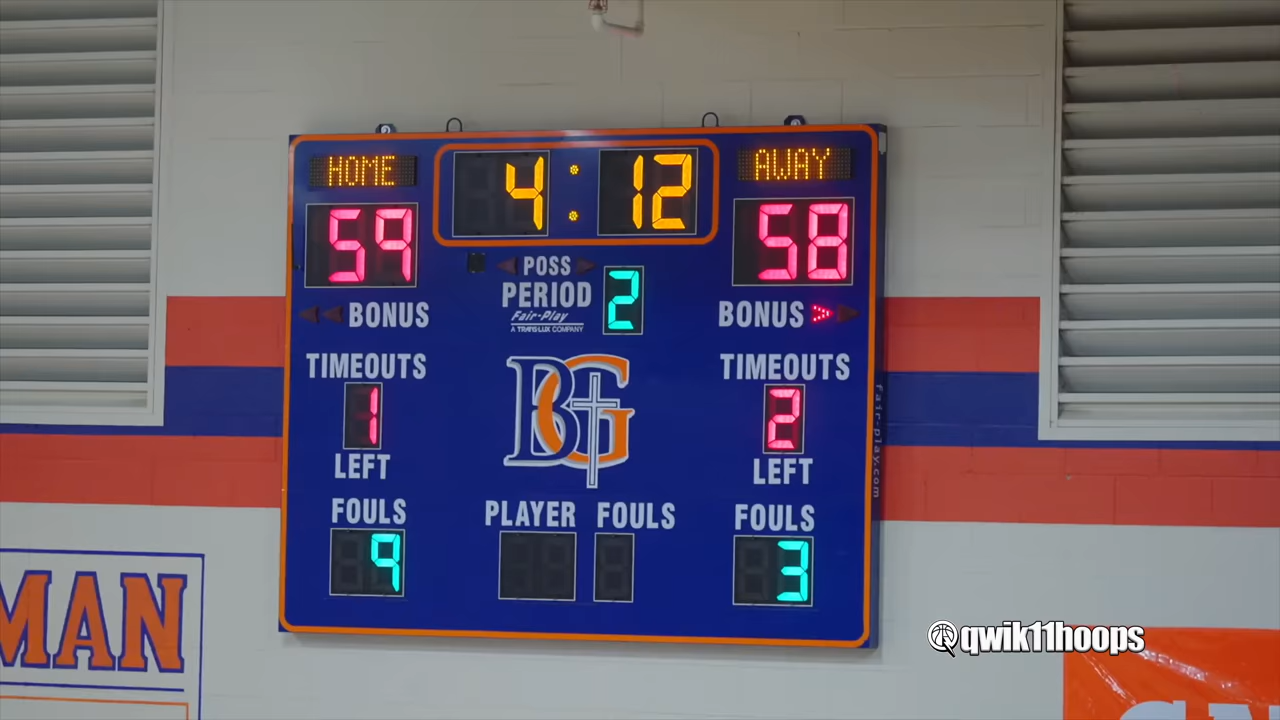 HOME 4:12 AWAY
59 58
POSS
PERIOD 2
Fair-Play
A TRANS-LUX COMPANY
BONUS BONUS
TIMEOUTS TIMEOUTS
1 2
LEFT LEFT
BG
fair-play.com
FOULS PLAYER FOULS FOULS
9 3
MAN
@qwik11hoops